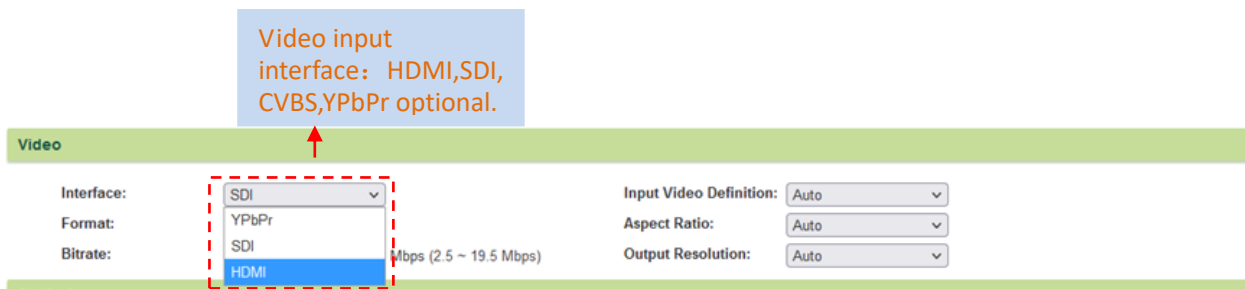 Video input
interface：HDMI,SDI,
CVBS,YPbPr optional.
Video
Interface: SDI Input Video Definition: Auto
Format: YPbPr Aspect Ratio: Auto
SDI
Bitrate: Mbps (2.5 ~ 19.5 Mbps) Output Resolution: Auto
HDMI